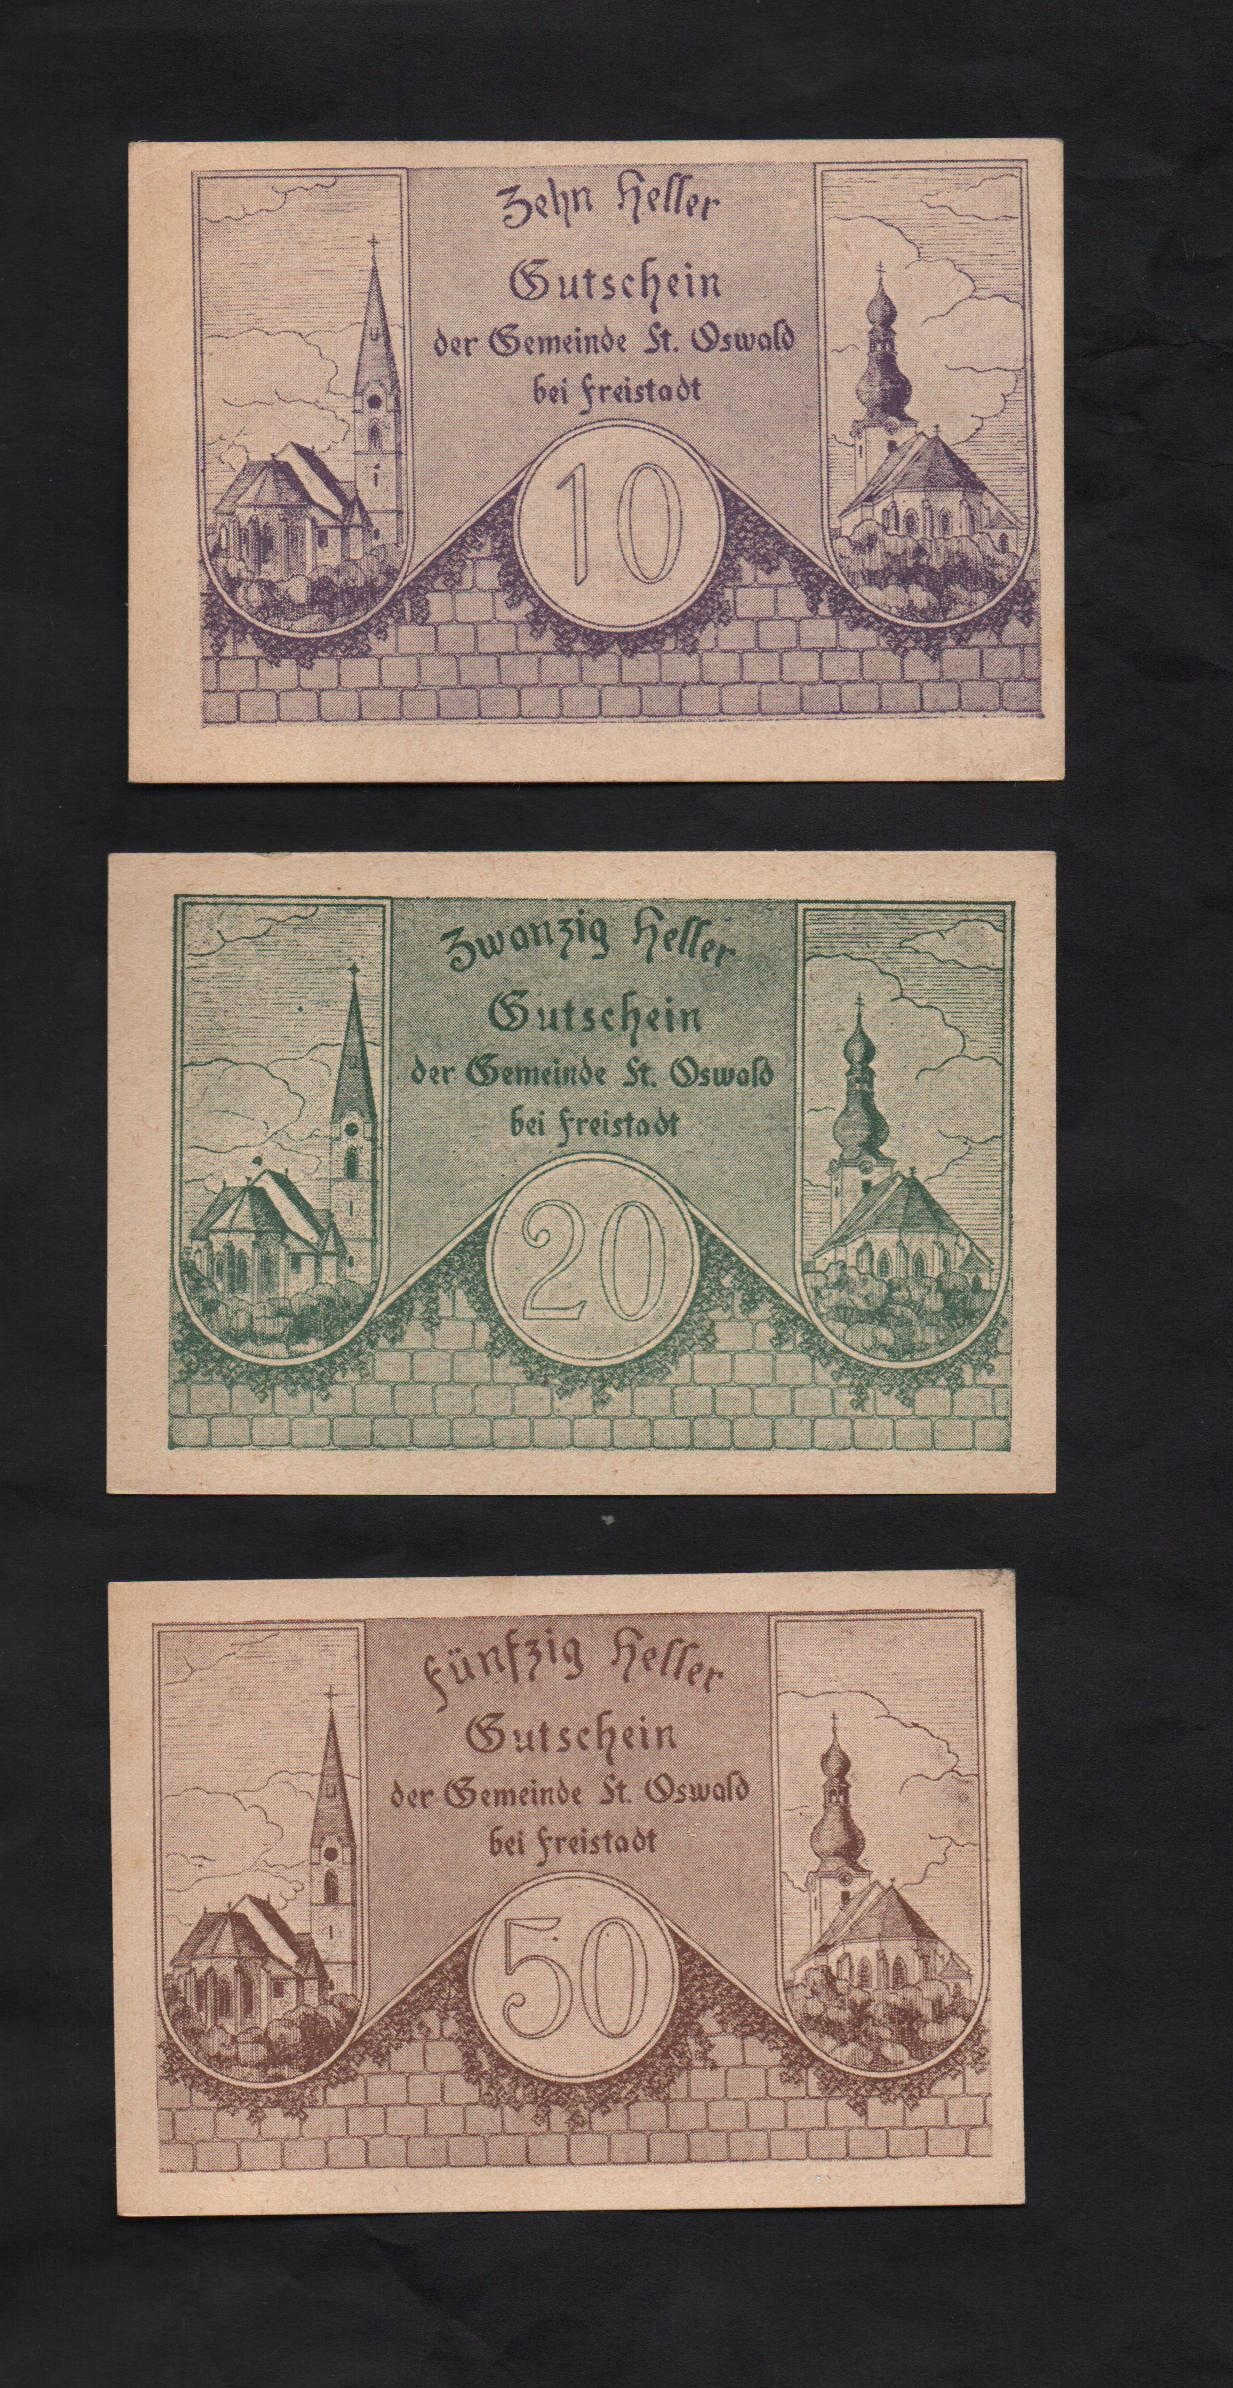 Zehn Heller
Gutschein
der Gemeinde St. Oswald
bei Freistadt
10
Zwanzig Heller
Gutschein
der Gemeinde St. Oswald
bei Freistadt
20
Fünfzig Heller
Gutschein
der Gemeinde St. Oswald
bei Freistadt
50